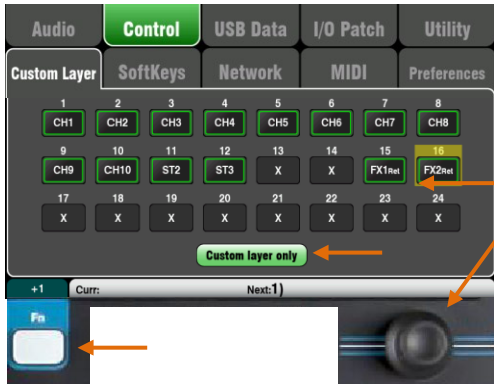 Audio Control USB Data I/O Patch Utility
Custom Layer SoftKeys Network MIDI Preferences
1 2 3 4 5 6 7 8
CH1 CH2 CH3 CH4 CH5 CH6 CH7 CH8
9 10 11 12 13 14 15 16
CH9 CH10 ST2 ST3 X X FX1Ret FX2Ret
17 18 19 20 21 22 23 24
X X X X X X X X
Custom layer only
+1 Curr: Next:1)
Fn